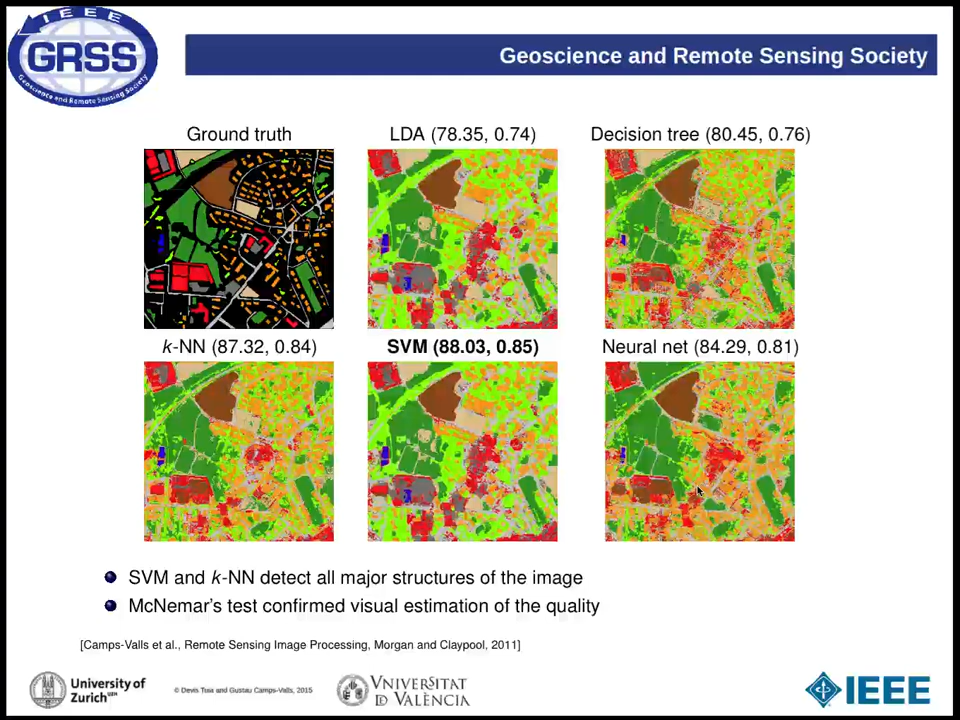 IEEE
GRSS
Geoscience and Remote Sensing Society
Geoscience and Remote Sensing Society
Ground truth
LDA (78.35, 0.74)
Decision tree (80.45, 0.76)
k-NN (87.32, 0.84)
SVM (88.03, 0.85)
Neural net (84.29, 0.81)
SVM and k-NN detect all major structures of the image
McNemar's test confirmed visual estimation of the quality
[Camps-Valls et al., Remote Sensing Image Processing, Morgan and Claypool, 2011]
University of
Zurich UZH
© Devis Tuia and Gustau Camps-Valls, 2015
VNIVERSITAT
ID VALÈNCIA
IEEE